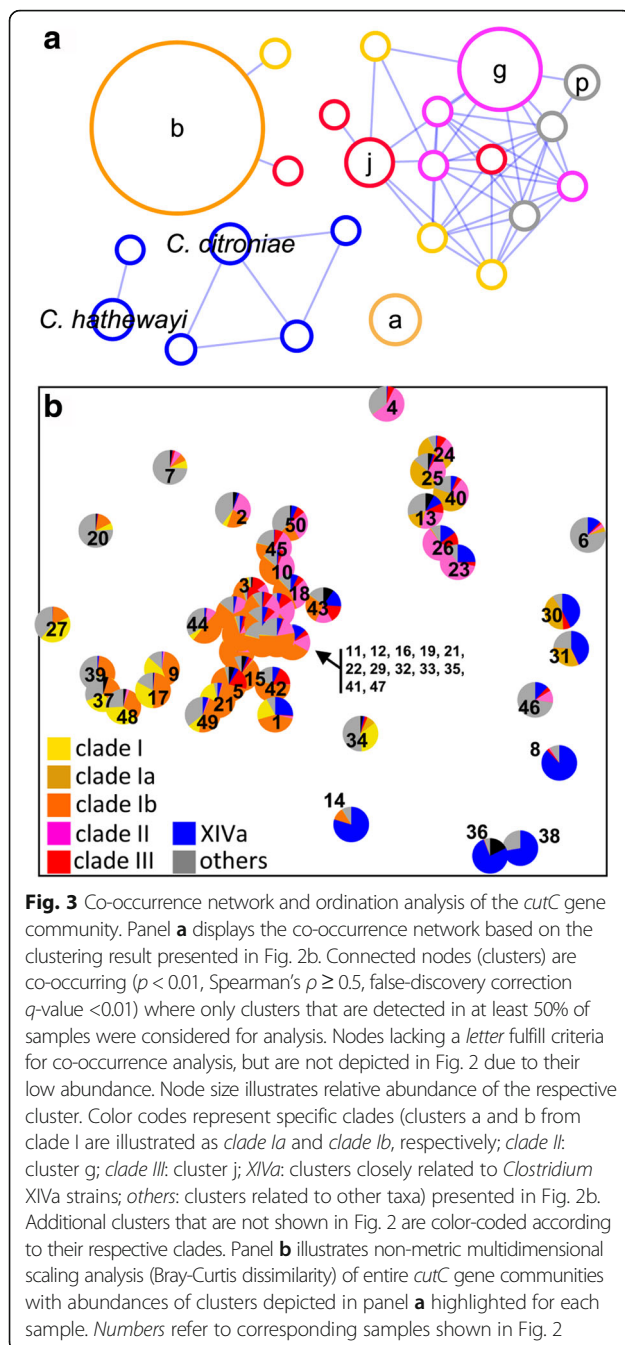 a
b
g
p
j
C. citroniae
C. hathewayi
a
b
4
24
25
40
13
26
23
7
2
50
45
10
20
6
3
18
43
30
31
27
44
11, 12, 16, 19, 21,
22, 29, 32, 33, 35,
41, 47
39
9
15
46
37
17
5
42
48
21
49
1
34
8
14
36
38
clade I
clade Ia
clade Ib
clade II
XIVa
clade III
others
Fig. 3 Co-occurrence network and ordination analysis of the cutC gene
community. Panel a displays the co-occurrence network based on the
clustering result presented in Fig. 2b. Connected nodes (clusters) are
co-occurring (p < 0.01, Spearman's ρ ≥ 0.5, false-discovery correction
q-value <0.01) where only clusters that are detected in at least 50% of
samples were considered for analysis. Nodes lacking a letter fulfill criteria
for co-occurrence analysis, but are not depicted in Fig. 2 due to their
low abundance. Node size illustrates relative abundance of the respective
cluster. Color codes represent specific clades (clusters a and b from
clade I are illustrated as clade Ia and clade Ib, respectively; clade II:
cluster g; clade III: cluster j; XIVa: clusters closely related to Clostridium
XIVa strains; others: clusters related to other taxa) presented in Fig. 2b.
Additional clusters that are not shown in Fig. 2 are color-coded according
to their respective clades. Panel b illustrates non-metric multidimensional
scaling analysis (Bray-Curtis dissimilarity) of entire cutC gene communities
with abundances of clusters depicted in panel a highlighted for each
sample. Numbers refer to corresponding samples shown in Fig. 2